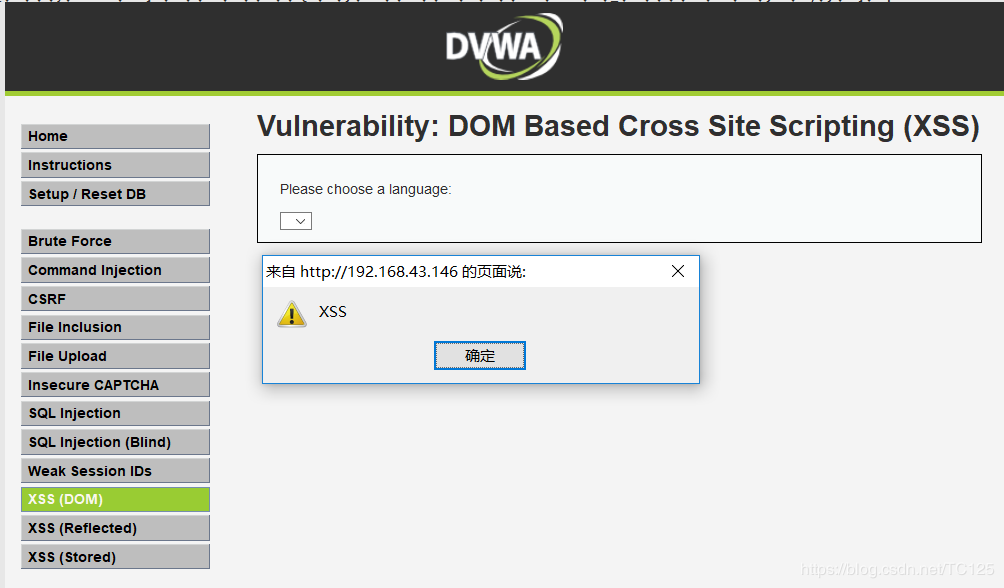 DVWA
Vulnerability: DOM Based Cross Site Scripting (XSS)
Home
Instructions
Setup / Reset DB
Brute Force
Command Injection
CSRF
File Inclusion
File Upload
Insecure CAPTCHA
SQL Injection
SQL Injection (Blind)
Weak Session IDs
XSS (DOM)
XSS (Reflected)
XSS (Stored)
Please choose a language:
来自 http://192.168.43.146 的页面说:
XSS
确定
https://blog.csdn.net/TC125